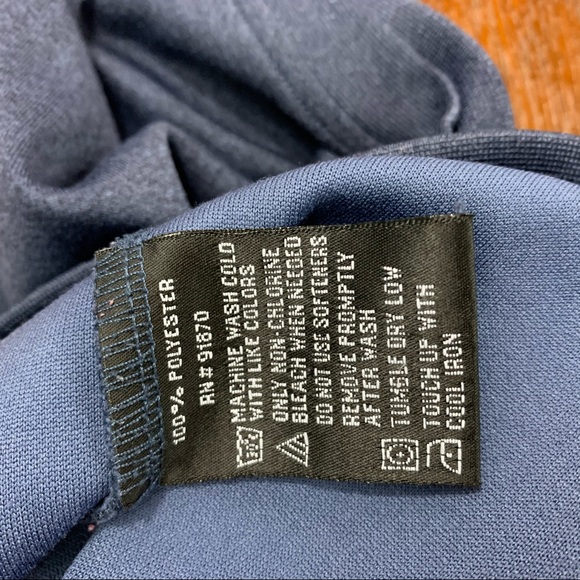 100% POLYESTER
RN# 91870
MACHINE WASH COLD
WITH LIKE COLORS
ONLY NON-CHLORINE
BLEACH WHEN NEEDED
DO NOT USE SOFTENERS
REMOVE PROMPTLY
AFTER WASH
TUMBLE DRY LOW
TOUCH UP WITH
COOL IRON